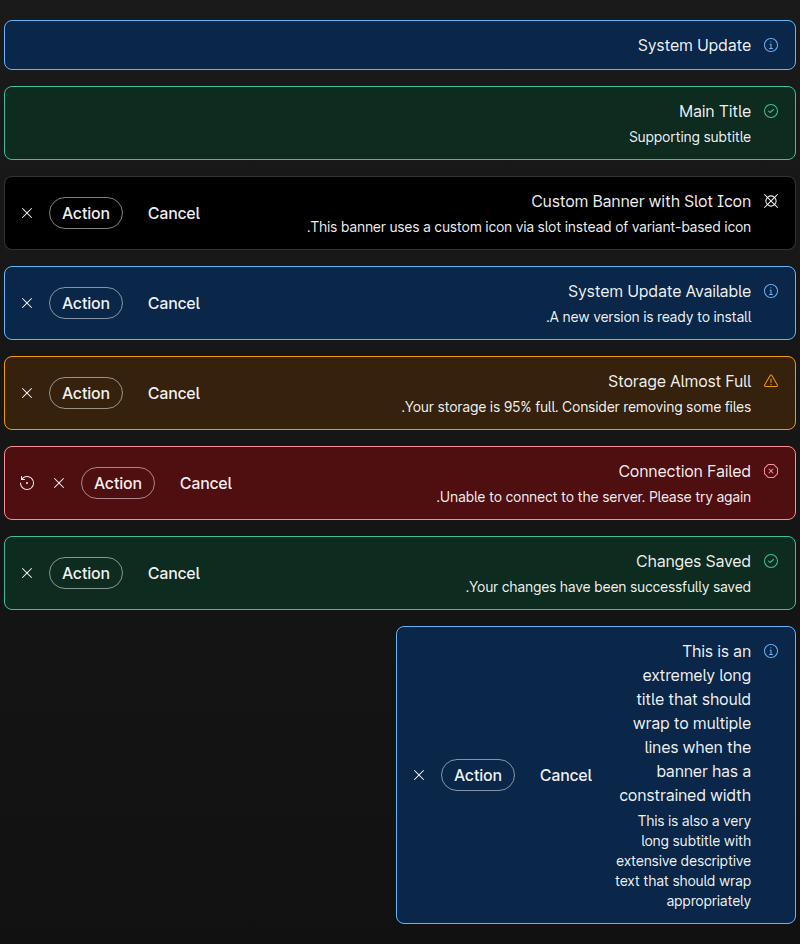 System Update
Main Title
Supporting subtitle
Custom Banner with Slot Icon
.This banner uses a custom icon via slot instead of variant-based icon
Cancel
Action
System Update Available
.A new version is ready to install
Cancel
Action
Storage Almost Full
.Your storage is 95% full. Consider removing some files
Cancel
Action
Connection Failed
.Unable to connect to the server. Please try again
Cancel
Action
Changes Saved
.Your changes have been successfully saved
Cancel
Action
This is an
extremely long
title that should
wrap to multiple
lines when the
banner has a
constrained width
This is also a very
long subtitle with
extensive descriptive
text that should wrap
appropriately
Cancel
Action